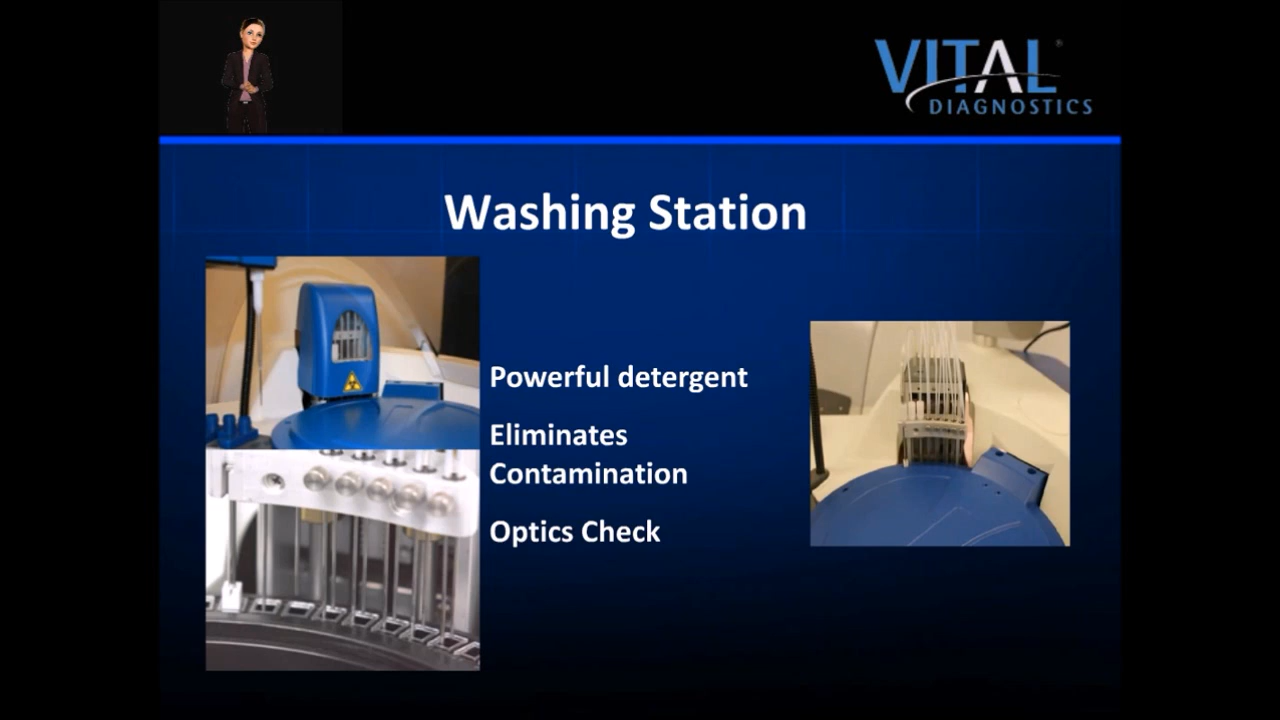 VITAL®
DIAGNOSTICS
Washing Station
Powerful detergent
Eliminates
Contamination
Optics Check